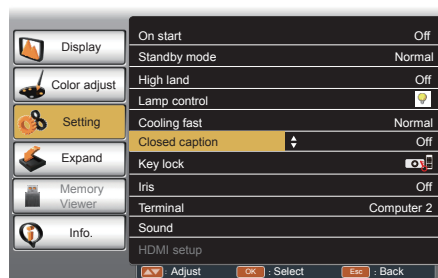 Display
Color adjust
Setting
Expand
Memory
Viewer
Info.
On start Off
Standby mode Normal
High land Off
Lamp control
Cooling fast Normal
Closed caption Off
Key lock
Iris Off
Terminal Computer 2
Sound
HDMI setup
: Adjust OK : Select Esc : Back